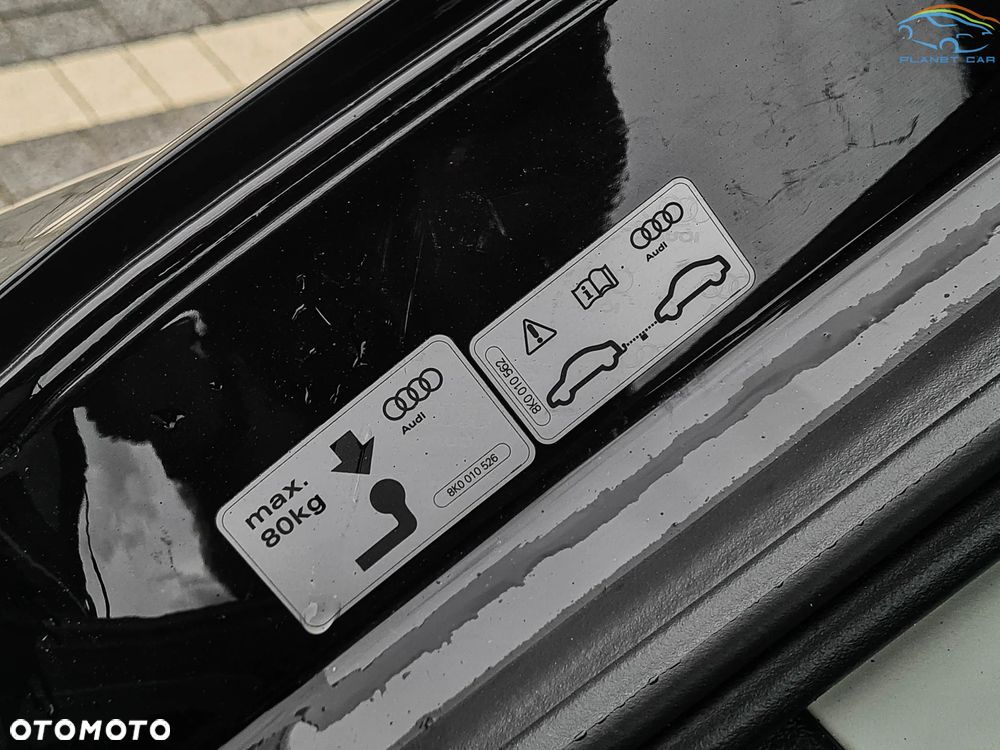 PLANET CAR
Audi
8K0 010 562
Audi
max.
80kg
8K0 010 526
OTOMOTO